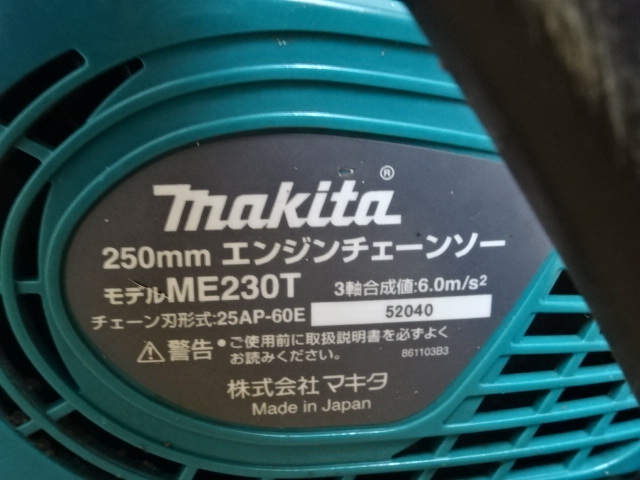 makita®
250mm エンジンチェーンソー
モデルME230T 3軸合成値:6.0m/s²
チェーン刃形式:25AP-60E 52040
⚠警告 ●ご使用前に取扱説明書を必ずよく
お読みください。 861103B3
株式会社 マキタ
Made in Japan